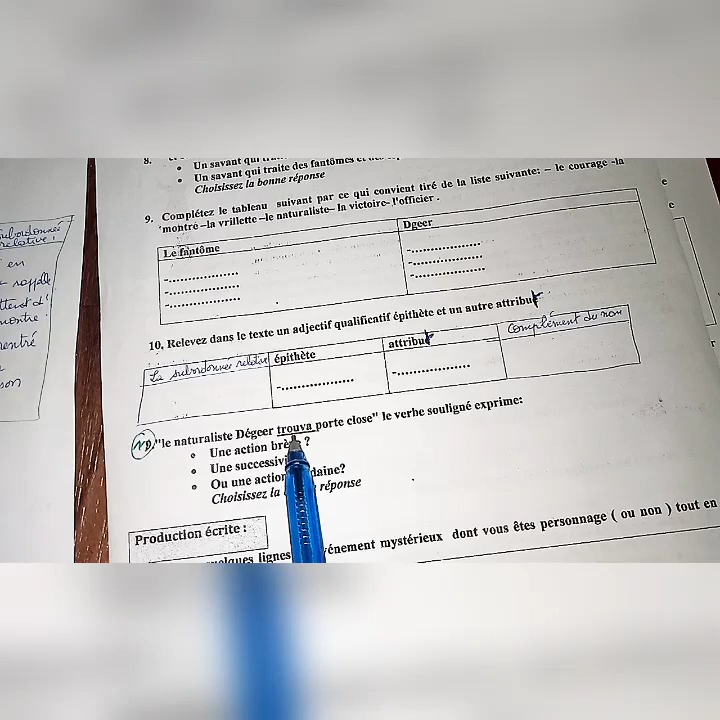 8.
• Un savant qui
• Un savant qui traite des fantômes et
Choisissez la bonne réponse
9. Complétez le tableau suivant par ce qui convient tiré de la liste suivante: – le courage -la
montre –la vrillette –le naturaliste– la victoire- l'officier .
Le fantôme
Dgeer
-..................
-..................
-..................
-..................
-..................
-..................
10. Relevez dans le texte un adjectif qualificatif épithète et un autre attribut
La subordonnée relative
épithète
attribut
Complément du nom
-..................
-..................
"le naturaliste Dégeer trouva porte close" le verbe souligné exprime:
• Une action ?
• Une
• Ou une action daine?
Choisissez la réponse
Production écrite :
lignes mystérieux dont vous êtes personnage ( ou non ) tout en
subordonnée
relative
en
montre
rentré
son
e
e
r